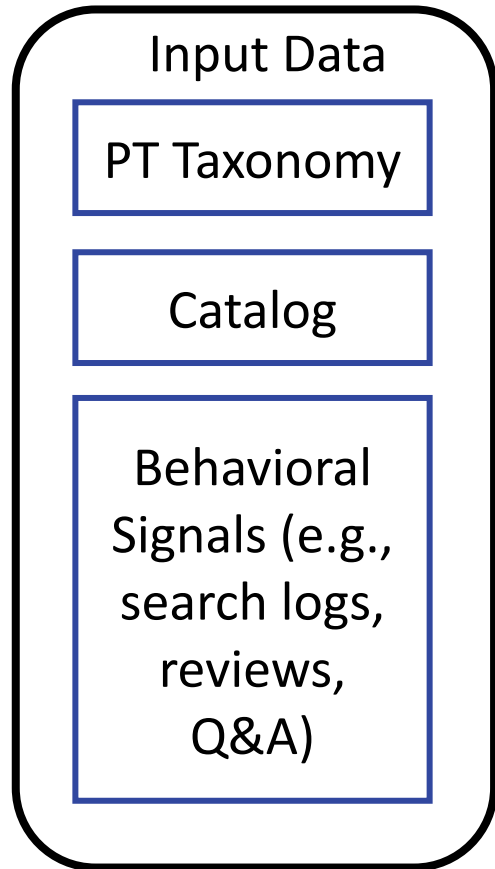 Input Data
PT Taxonomy
Catalog
Behavioral
Signals (e.g.,
search logs,
reviews,
Q&A)